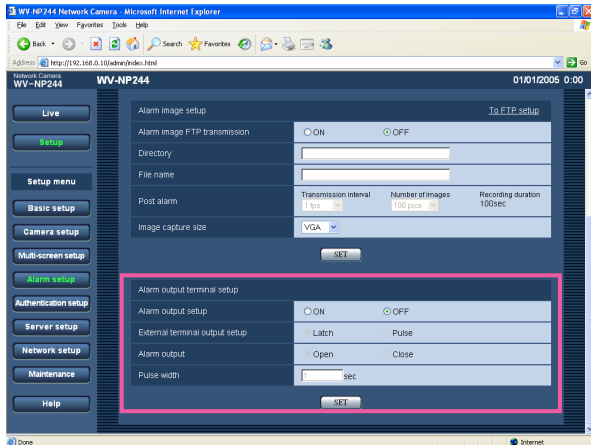 WV-NP244 Network Camera - Microsoft Internet Explorer
File Edit View Favorites Tools Help
Back Search Favorites
Address http://192.168.0.10/admin/index.html Go
Network Camera
WV-NP244
WV-NP244
01/01/2005 0:00
Live
Setup
Setup menu
Basic setup
Camera setup
Multi-screen setup
Alarm setup
Authentication setup
Server setup
Network setup
Maintenance
Help
Alarm image setup To FTP setup
Alarm image FTP transmission ON OFF
Directory
File name
Post alarm
Transmission interval Number of images Recording duration
1 fps 100 pics 100sec
Image capture size VGA
SET
Alarm output terminal setup
Alarm output setup ON OFF
External terminal output setup Latch Pulse
Alarm output Open Close
Pulse width 1 sec
SET
Done Internet